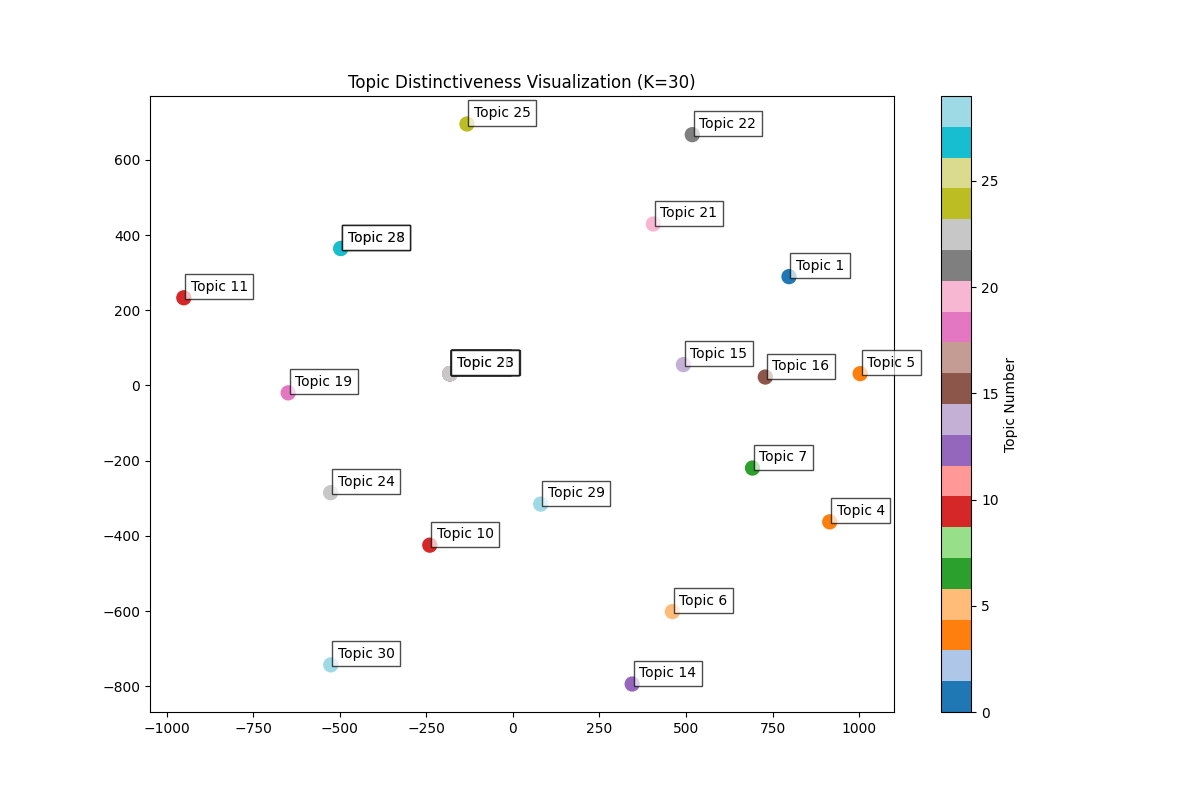 Topic Distinctiveness Visualization (K=30)
Topic 25
Topic 22
Topic 21
Topic 28
Topic 1
Topic 11
Topic 23
Topic 15
Topic 16
Topic 5
Topic 19
Topic 7
Topic 24
Topic 29
Topic 4
Topic 10
Topic 6
Topic 30
Topic 14
600
400
200
0
−200
−400
−600
−800
−1000
−750
−500
−250
0
250
500
750
1000
25
20
15
10
5
0
Topic Number